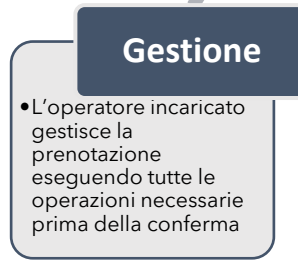 Gestione
•L'operatore incaricato
gestisce la
prenotazione
eseguendo tutte le
operazioni necessarie
prima della conferma